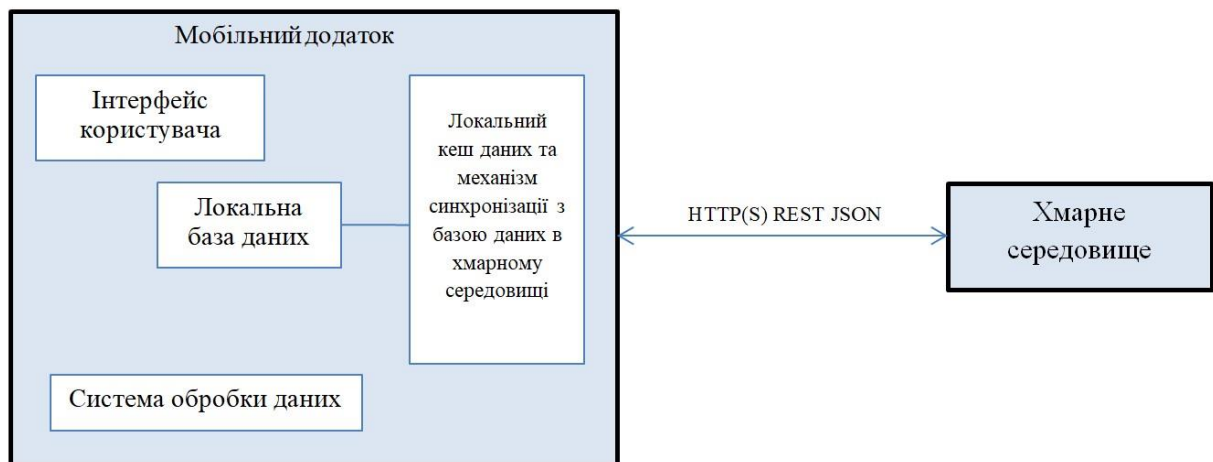 Мобільний додаток
Інтерфейс
користувача
Локальна
база даних
Локальний
кеш даних та
механізм
синхронізації з
базою даних в
хмарному
середовищі
Система обробки даних
HTTP(S) REST JSON
Хмарне
середовище